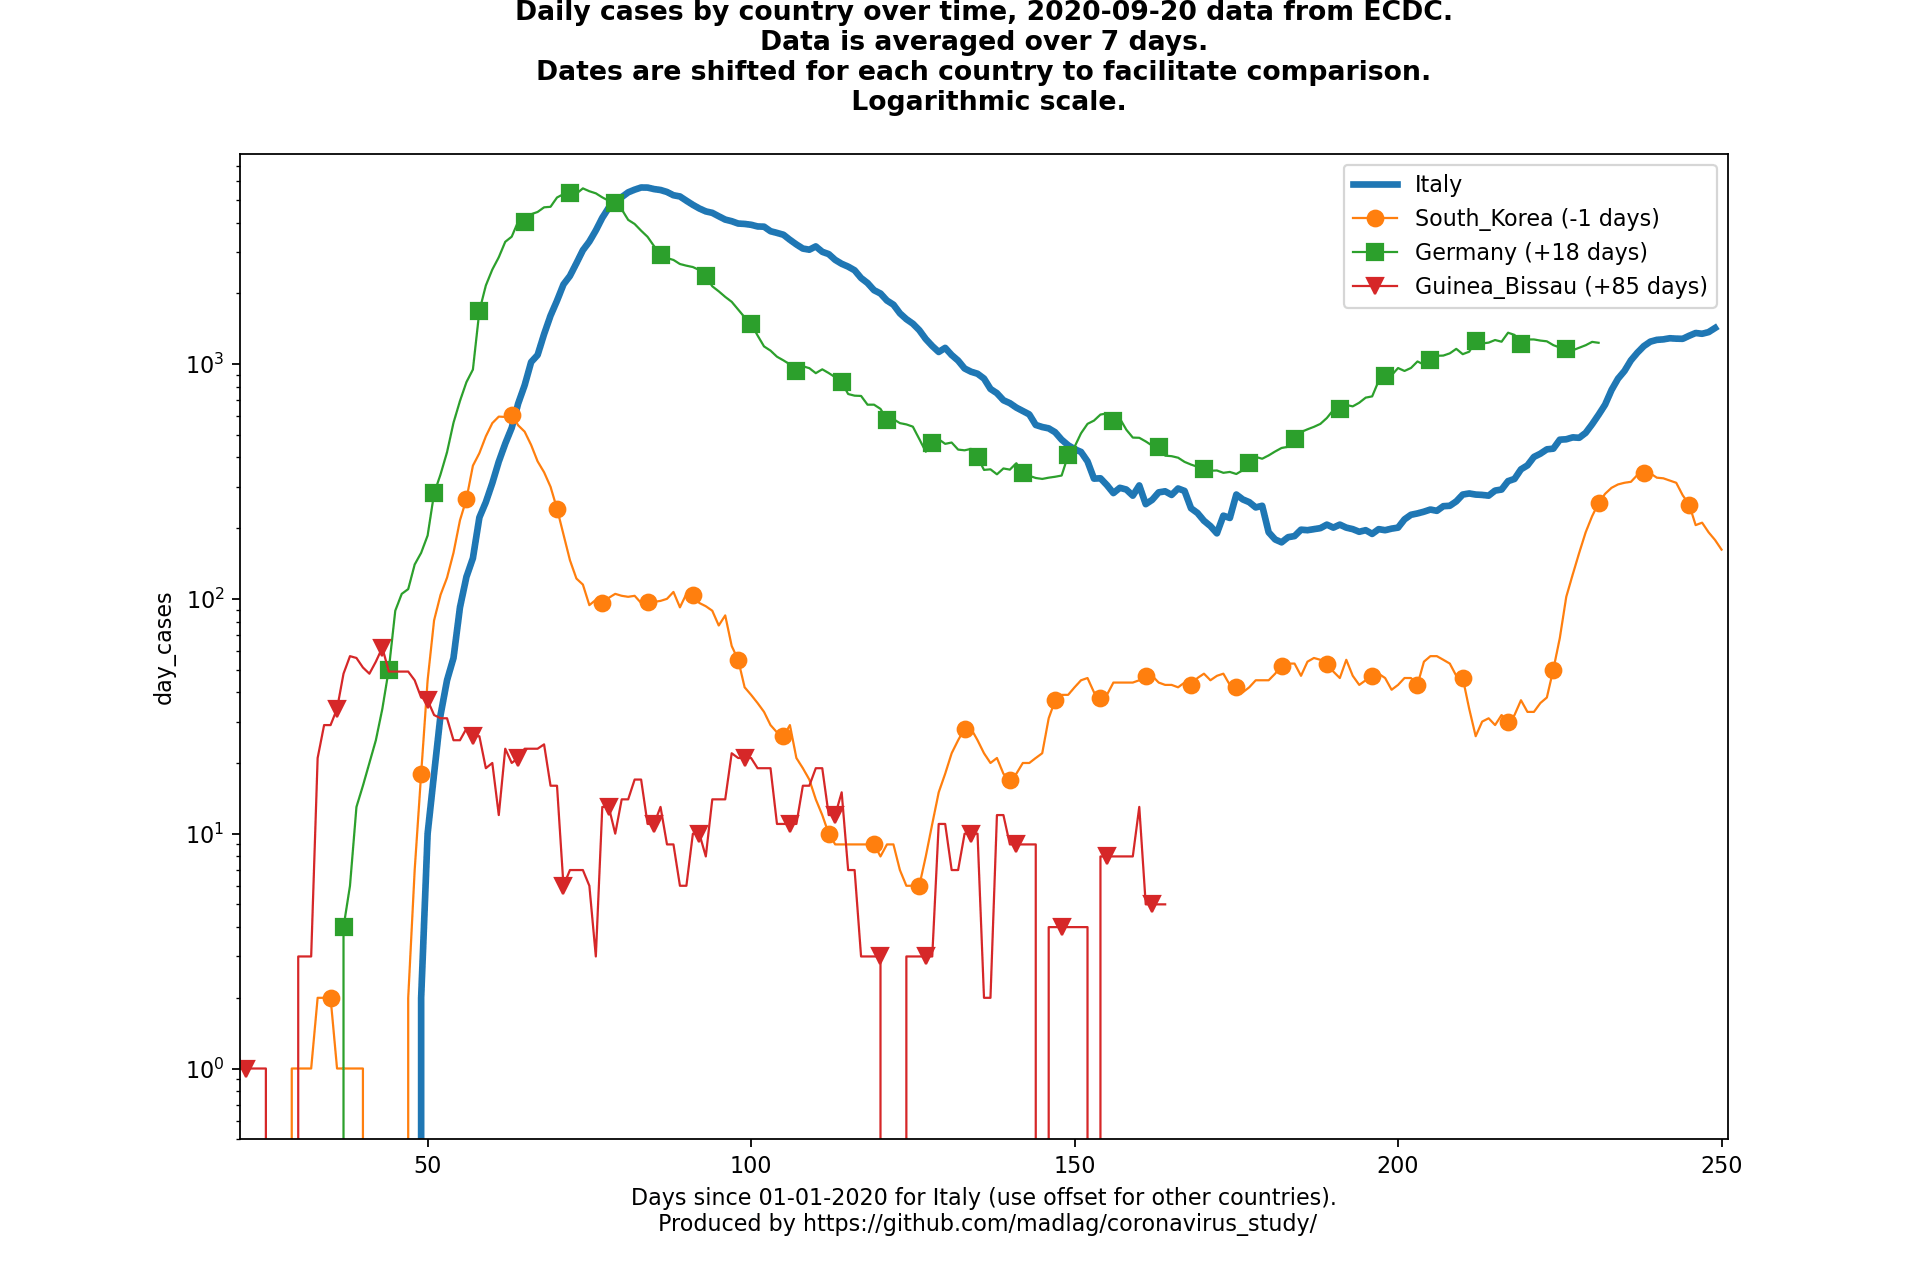 Daily cases by country over time, 2020-09-20 data from ECDC.
Data is averaged over 7 days.
Dates are shifted for each country to facilitate comparison.
Logarithmic scale.
Italy
South_Korea (-1 days)
Germany (+18 days)
Guinea_Bissau (+85 days)
day_cases
10³
10²
10¹
10⁰
50 100 150 200 250
Days since 01-01-2020 for Italy (use offset for other countries).
Produced by https://github.com/madlag/coronavirus_study/